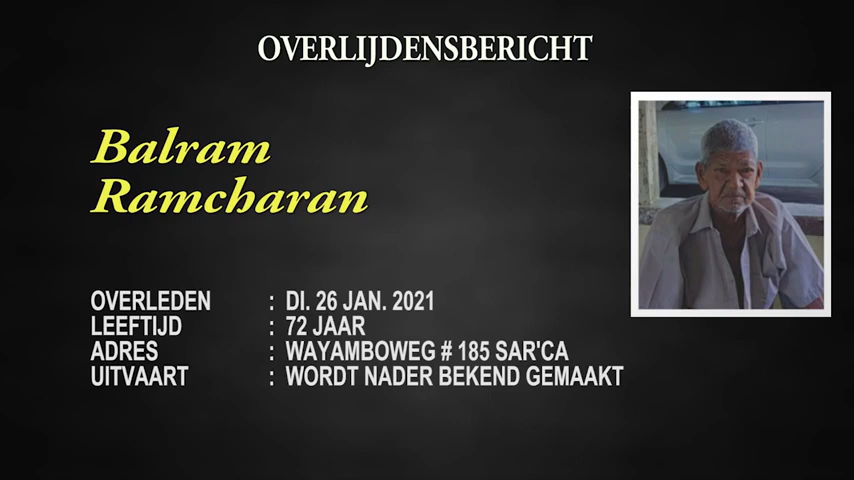 OVERLIJDENSBERICHT
Balram
Ramcharan
OVERLEDEN : DI. 26 JAN. 2021
LEEFTIJD : 72 JAAR
ADRES : WAYAMBOWEG # 185 SAR'CA
UITVAART : WORDT NADER BEKEND GEMAAKT